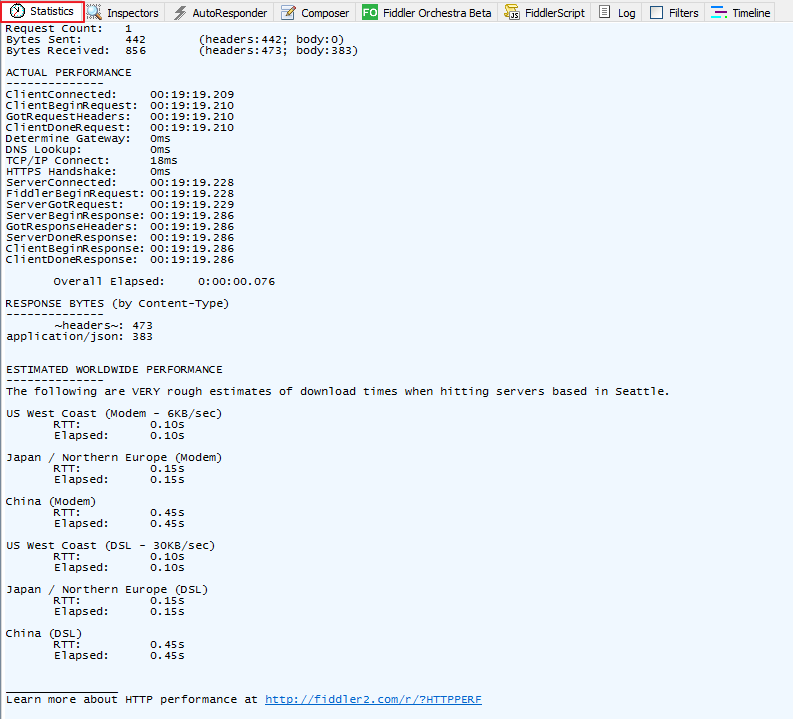 Statistics Inspectors AutoResponder Composer FO Fiddler Orchestra Beta JS FiddlerScript Log Filters Timeline
Request Count: 1
Bytes Sent: 442 (headers:442; body:0)
Bytes Received: 856 (headers:473; body:383)
ACTUAL PERFORMANCE
--------------
ClientConnected: 00:19:19.209
ClientBeginRequest: 00:19:19.210
GotRequestHeaders: 00:19:19.210
ClientDoneRequest: 00:19:19.210
Determine Gateway: 0ms
DNS Lookup: 0ms
TCP/IP Connect: 18ms
HTTPS Handshake: 0ms
ServerConnected: 00:19:19.228
FiddlerBeginRequest: 00:19:19.228
ServerGotRequest: 00:19:19.229
ServerBeginResponse: 00:19:19.286
GotResponseHeaders: 00:19:19.286
ServerDoneResponse: 00:19:19.286
ClientBeginResponse: 00:19:19.286
ClientDoneResponse: 00:19:19.286
Overall Elapsed: 0:00:00.076
RESPONSE BYTES (by Content-Type)
--------------
~headers~: 473
application/json: 383
ESTIMATED WORLDWIDE PERFORMANCE
--------------
The following are VERY rough estimates of download times when hitting servers based in Seattle.
US West Coast (Modem - 6KB/sec)
RTT: 0.10s
Elapsed: 0.10s
Japan / Northern Europe (Modem)
RTT: 0.15s
Elapsed: 0.15s
China (Modem)
RTT: 0.45s
Elapsed: 0.45s
US West Coast (DSL - 30KB/sec)
RTT: 0.10s
Elapsed: 0.10s
Japan / Northern Europe (DSL)
RTT: 0.15s
Elapsed: 0.15s
China (DSL)
RTT: 0.45s
Elapsed: 0.45s
________________
Learn more about HTTP performance at http://fiddler2.com/r/?HTTPPERF